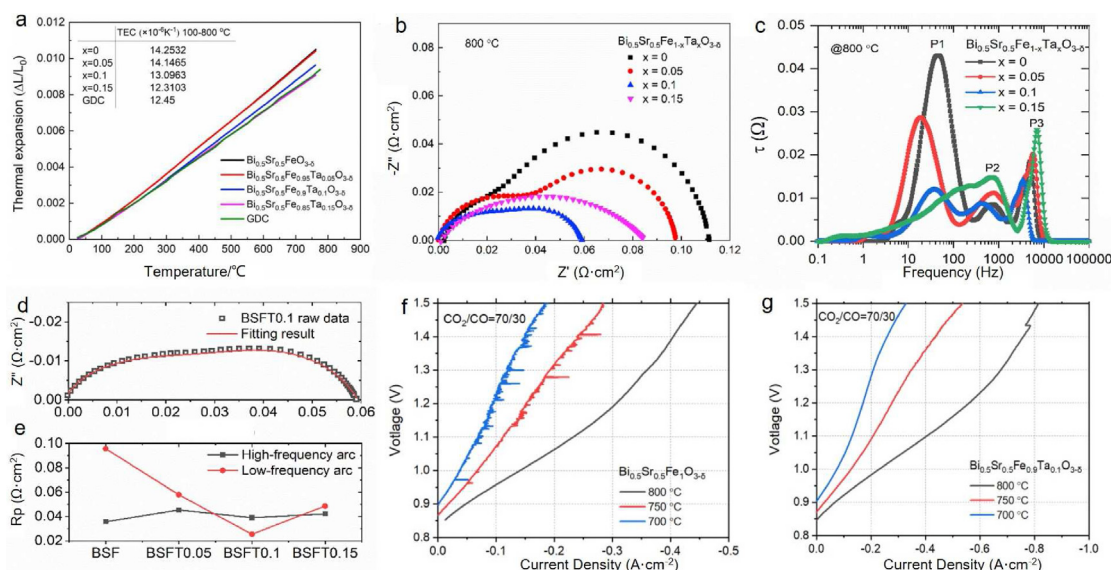 a
TEC (×10⁻⁶K⁻¹) 100-800 °C
x=0 14.2532
x=0.05 14.1465
x=0.1 13.0963
x=0.15 12.3103
GDC 12.45
Thermal expansion (ΔL/L₀)
0.012
0.010
0.008
0.006
0.004
0.002
0.000
Bi₀.₅Sr₀.₅FeO₃₋δ
Bi₀.₅Sr₀.₅Fe₀.₉₅Ta₀.₀₅O₃₋δ
Bi₀.₅Sr₀.₅Fe₀.₉Ta₀.₁O₃₋δ
Bi₀.₅Sr₀.₅Fe₀.₈₅Ta₀.₁₅O₃₋δ
GDC
0 100 200 300 400 500 600 700 800 900
Temperature/℃
b
800 °C
Bi₀.₅Sr₀.₅Fe₁₋ₓTaₓO₃₋δ
x = 0
x = 0.05
x = 0.1
x = 0.15
-Z'' (Ω·cm²)
0.10
0.08
0.06
0.04
0.02
0.00
0.00 0.02 0.04 0.06 0.08 0.10 0.12
Z' (Ω·cm²)
c
@800 °C
P1
Bi₀.₅Sr₀.₅Fe₁₋ₓTaₓO₃₋δ
x = 0
x = 0.05
x = 0.1
x = 0.15
P2
P3
τ (Ω)
0.05
0.04
0.03
0.02
0.01
0.00
0.1 1 10 100 1000 10000 100000 1000000
Frequency (Hz)
d
BSFT0.1 raw data
Fitting result
Z'' (Ω·cm²)
-0.02
-0.01
0.00
0.00 0.01 0.02 0.03 0.04 0.05 0.06
e
High-frequency arc
Low-frequency arc
Rp (Ω·cm²)
0.10
0.08
0.06
0.04
0.02
0.00
BSF BSFT0.05 BSFT0.1 BSFT0.15
f
CO₂/CO=70/30
Votlage (V)
1.5
1.4
1.3
1.2
1.1
1.0
0.9
0.8
Bi₀.₅Sr₀.₅Fe₁O₃₋δ
800 °C
750 °C
700 °C
0.0 -0.1 -0.2 -0.3 -0.4 -0.5
Current Density (A·cm⁻²)
g
CO₂/CO=70/30
Votlage (V)
1.5
1.4
1.3
1.2
1.1
1.0
0.9
0.8
Bi₀.₅Sr₀.₅Fe₀.₉Ta₀.₁O₃₋δ
800 °C
750 °C
700 °C
0.0 -0.2 -0.4 -0.6 -0.8 -1.0
Current Density (A·cm⁻²)